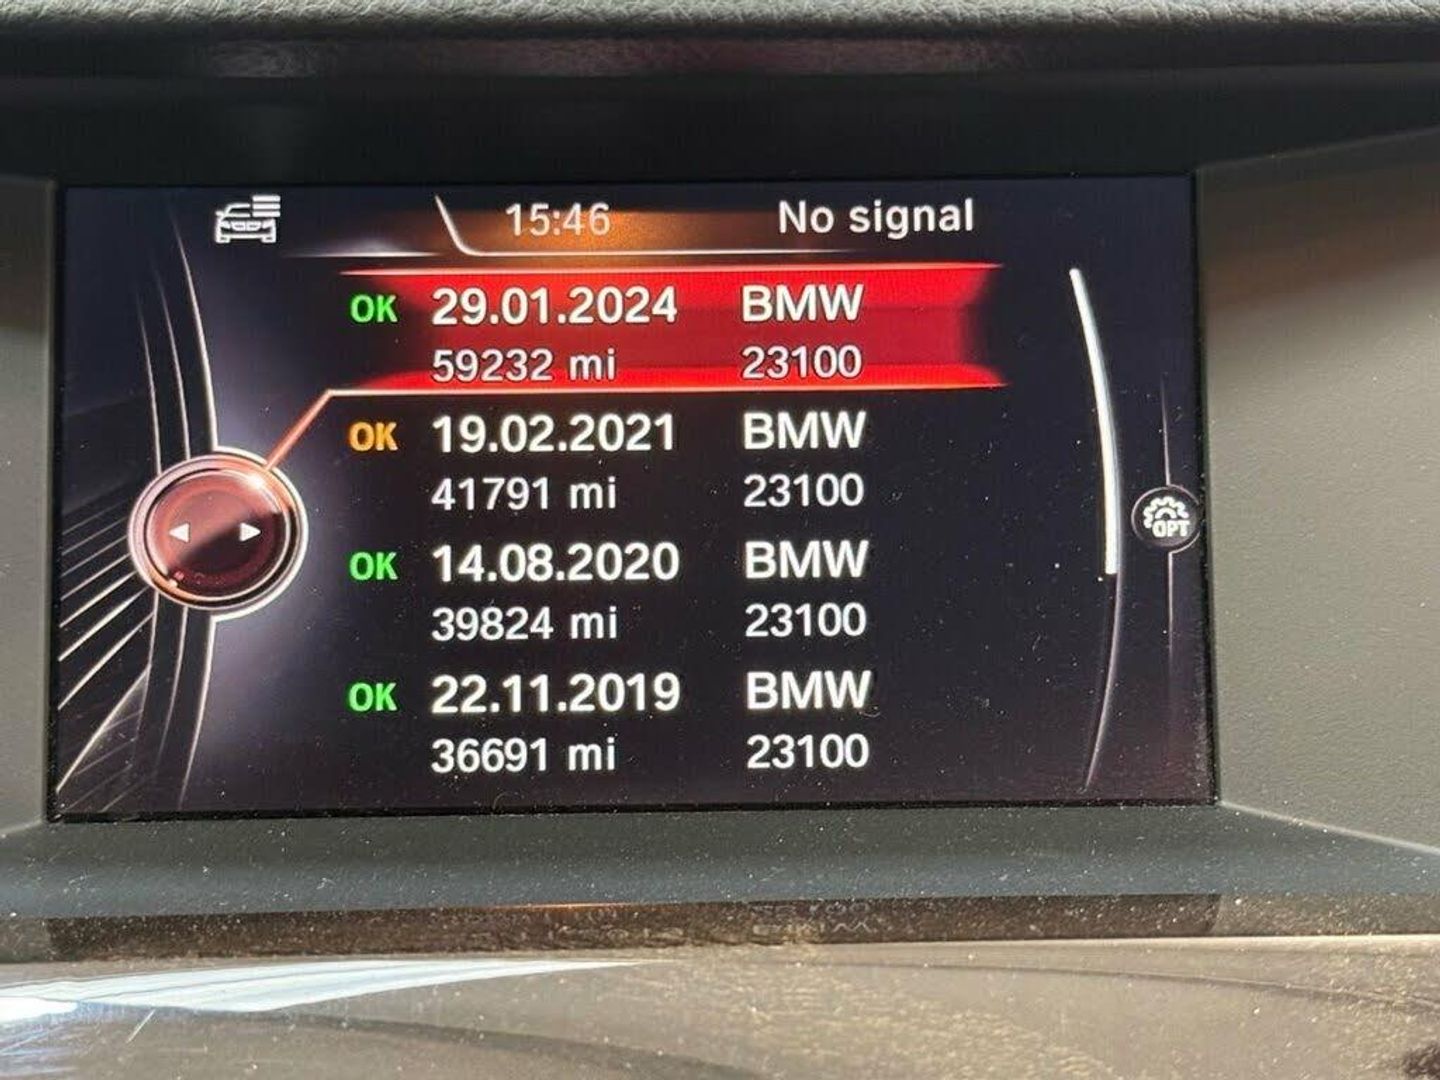 15:46 No signal
OK 29.01.2024 BMW
59232 mi 23100
OK 19.02.2021 BMW
41791 mi 23100
OK 14.08.2020 BMW
39824 mi 23100
OK 22.11.2019 BMW
36691 mi 23100
OPT